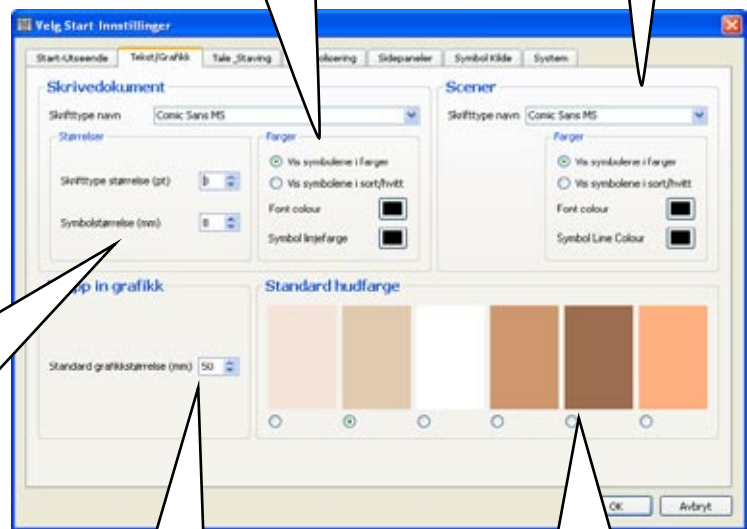 Velg Start Innstillinger
Start-Utseende Tekst/Grafikk Tale_Staving Sidepaneler Symbol Kilde System
Skrivedokument
Skrifttype navn Comic Sans MS
Størrelser
Skrifttype størrelse (pt)
Symbolstørrelse (mm) 8
Farger
Vis symbolene i farger
Vis symbolene i sort/hvitt
Font colour
Symbol linjefarge
Scener
Skrifttype navn Comic Sans MS
Farger
Vis symbolene i farger
Vis symbolene i sort/hvitt
Font colour
Symbol Line Colour
in grafikk
Standard grafikkstørrelse (mm) 50
Standard hudfarge
OK Avbryt